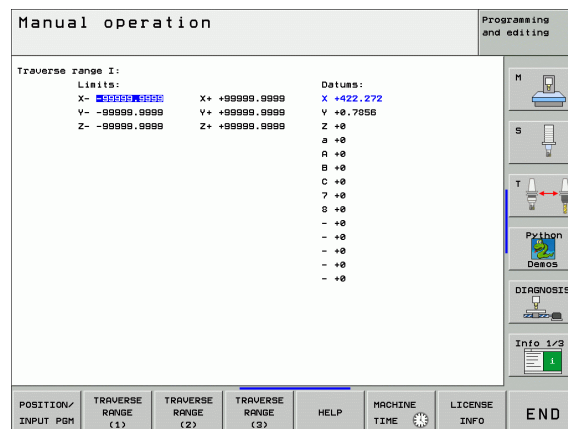 Manual operation
Programming
and editing
Traverse range I:
Limits: Datums:
X- -99999.9999 X+ +99999.9999 X +422.272
Y- -99999.9999 Y+ +99999.9999 Y +0.7856
Z- -99999.9999 Z+ +99999.9999 Z +0
a +0
A +0
B +0
C +0
7 +0
8 +0
- +0
- +0
- +0
- +0
- +0
M
S
T
Python
Demos
DIAGNOSIS
Info 1/3
i
POSITION/
INPUT PGM
TRAVERSE
RANGE
(1)
TRAVERSE
RANGE
(2)
TRAVERSE
RANGE
(3)
HELP
MACHINE
TIME
LICENSE
INFO
END